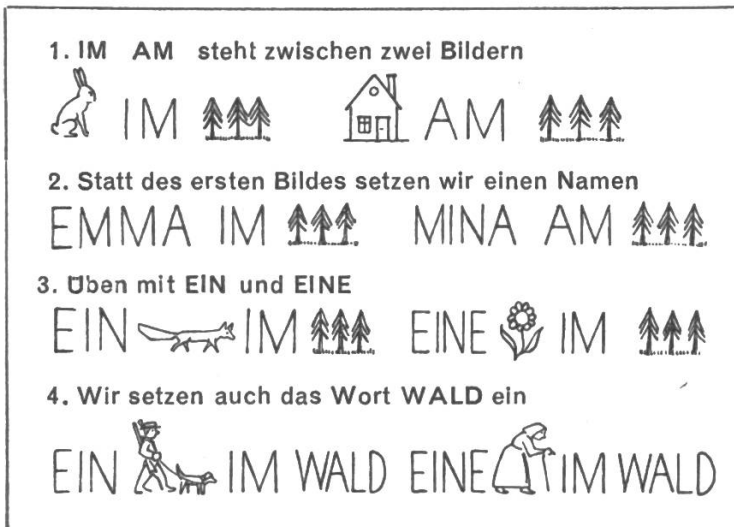 1. IM AM steht zwischen zwei Bildern
IM AM
2. Statt des ersten Bildes setzen wir einen Namen
EMMA IM MINA AM
3. Üben mit EIN und EINE
EIN IM EINE IM
4. Wir setzen auch das Wort WALD ein
EIN IM WALD EINE IM WALD